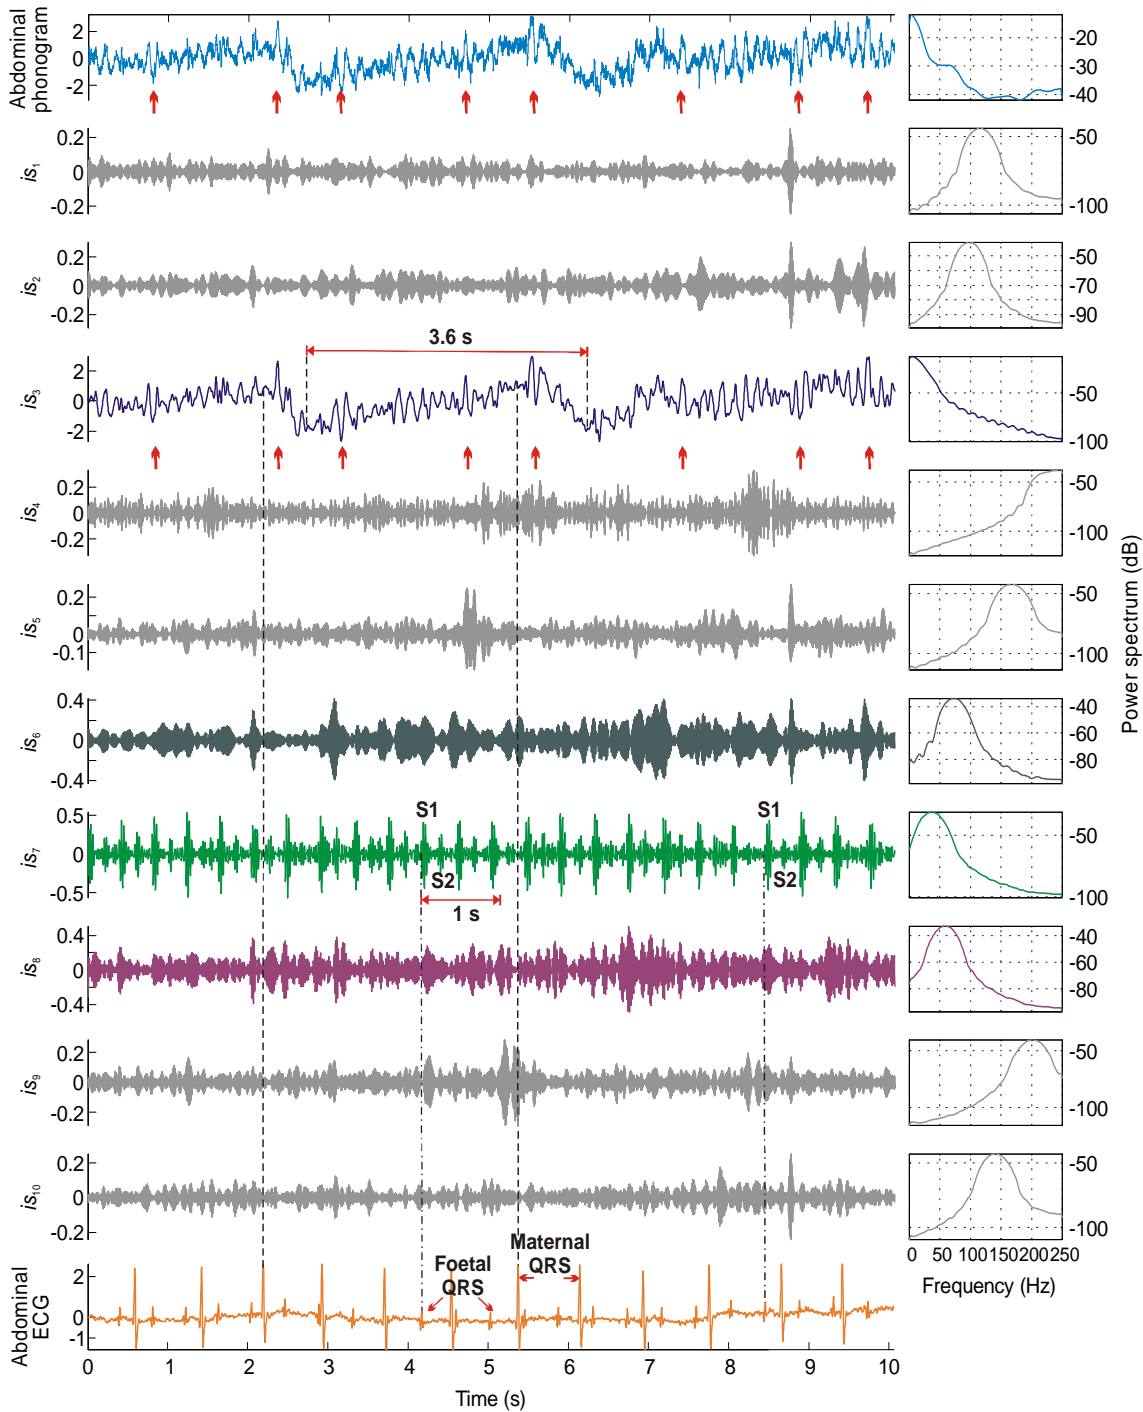 Abdominal
phonogram
2
0
-2
-20
-30
-40
is1
0.2
0
-0.2
-50
-100
is2
0.2
0
-0.2
-50
-70
-90
3.6 s
is3
2
0
-2
-50
-100
is4
0.2
0
-0.2
-50
-100
is5
0.2
0
-0.1
-50
-100
is6
0.4
0
-0.4
-40
-60
-80
is7
0.5
0
-0.5
S1
S2
1 s
S1
S2
-50
-100
is8
0.4
0
-0.4
-40
-60
-80
is9
0.2
0
-0.2
-50
-100
is10
0.2
0
-0.2
-50
-100
0 50 100 150 200 250
Frequency (Hz)
Power spectrum (dB)
Abdominal
ECG
2
0
-1
Foetal
QRS
Maternal
QRS
0 1 2 3 4 5 6 7 8 9 10
Time (s)